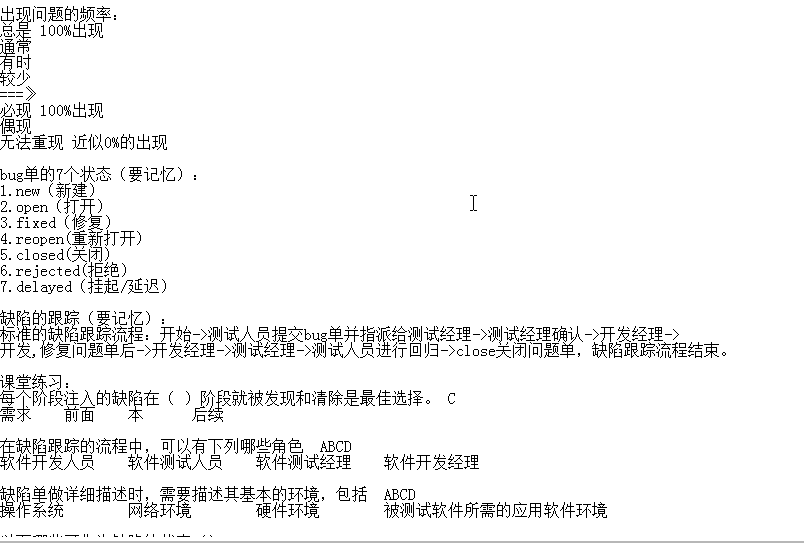 出现问题的频率:
总是 100%出现
通常
有时
较少
===》
必现 100%出现
偶现
无法重现 近似0%的出现
bug单的7个状态（要记忆）:
1.new（新建）
2.open（打开）
3.fixed（修复）
4.reopen(重新打开）
5.closed(关闭）
6.rejected(拒绝）
7.delayed（挂起/延迟）
缺陷的跟踪（要记忆）:
标准的缺陷跟踪流程: 开始->测试人员提交bug单并指派给测试经理->测试经理确认->开发经理->
开发,修复问题单后->开发经理->测试经理->测试人员进行回归->close关闭问题单, 缺陷跟踪流程结束。
课堂练习:
每个阶段注入的缺陷在（ ）阶段就被发现和清除是最佳选择。 C
需求 前面 本 后续
在缺陷跟踪的流程中, 可以有下列哪些角色 ABCD
软件开发人员 软件测试人员 软件测试经理 软件开发经理
缺陷单做详细描述时, 需要描述其基本的环境, 包括 ABCD
操作系统 网络环境 硬件环境 被测试软件所需的应用软件环境